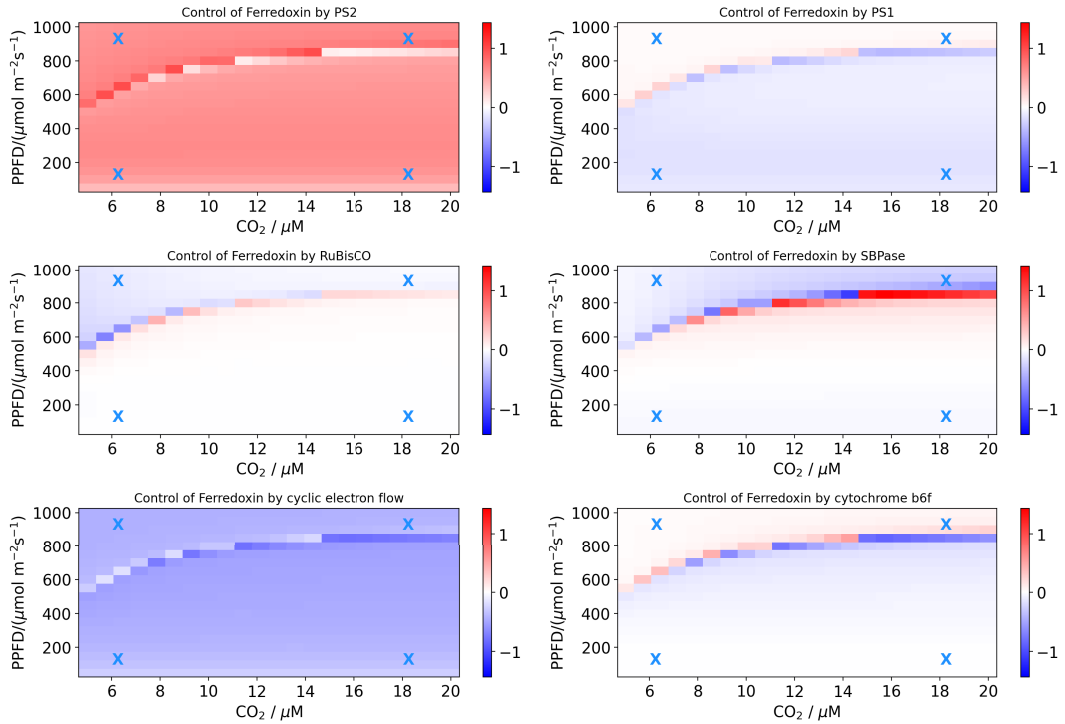 Control of Ferredoxin by PS2
PPFD/(μmol m⁻²s⁻¹)
1000
800
600
400
200
X X
X X
6 8 10 12 14 16 18 20
CO₂ / μM
1
0
−1
Control of Ferredoxin by PS1
PPFD/(μmol m⁻²s⁻¹)
1000
800
600
400
200
X X
X X
6 8 10 12 14 16 18 20
CO₂ / μM
1
0
−1
Control of Ferredoxin by RuBisCO
PPFD/(μmol m⁻²s⁻¹)
1000
800
600
400
200
X X
X X
6 8 10 12 14 16 18 20
CO₂ / μM
1
0
−1
Control of Ferredoxin by SBPase
PPFD/(μmol m⁻²s⁻¹)
1000
800
600
400
200
X X
X X
6 8 10 12 14 16 18 20
CO₂ / μM
1
0
−1
Control of Ferredoxin by cyclic electron flow
PPFD/(μmol m⁻²s⁻¹)
1000
800
600
400
200
X X
X X
6 8 10 12 14 16 18 20
CO₂ / μM
1
0
−1
Control of Ferredoxin by cytochrome b6f
PPFD/(μmol m⁻²s⁻¹)
1000
800
600
400
200
X X
X X
6 8 10 12 14 16 18 20
CO₂ / μM
1
0
−1